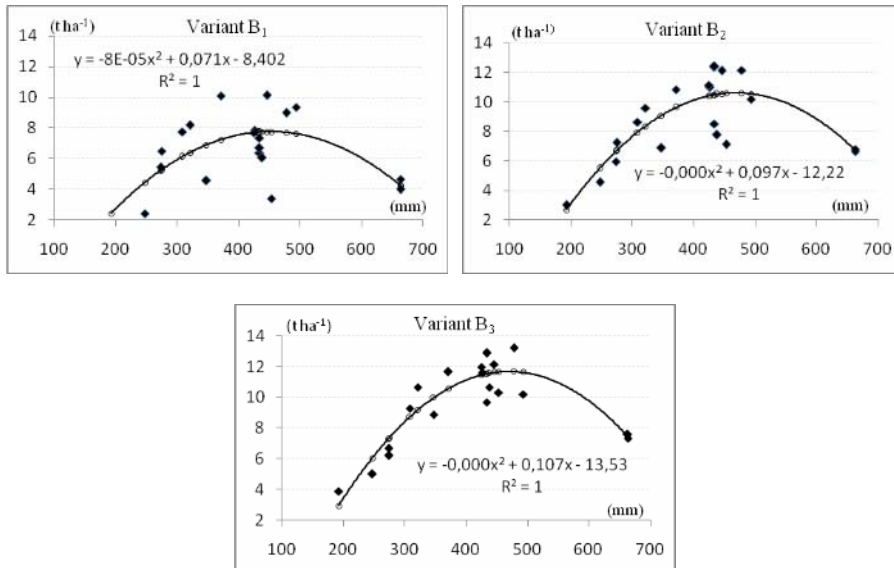 (t ha⁻¹) Variant B₁
14
y = -8E-05x² + 0,071x - 8,402
12
R² = 1
10
8
6
4
(mm)
2
100 200 300 400 500 600 700
(t ha⁻¹) Variant B₂
14
12
10
8
6
y = -0,000x² + 0,097x - 12,22
R² = 1
4
(mm)
2
100 200 300 400 500 600 700
(t ha⁻¹) Variant B₃
14
12
10
8
6
y = -0,000x² + 0,107x - 13,53
R² = 1
4
(mm)
2
100 200 300 400 500 600 700